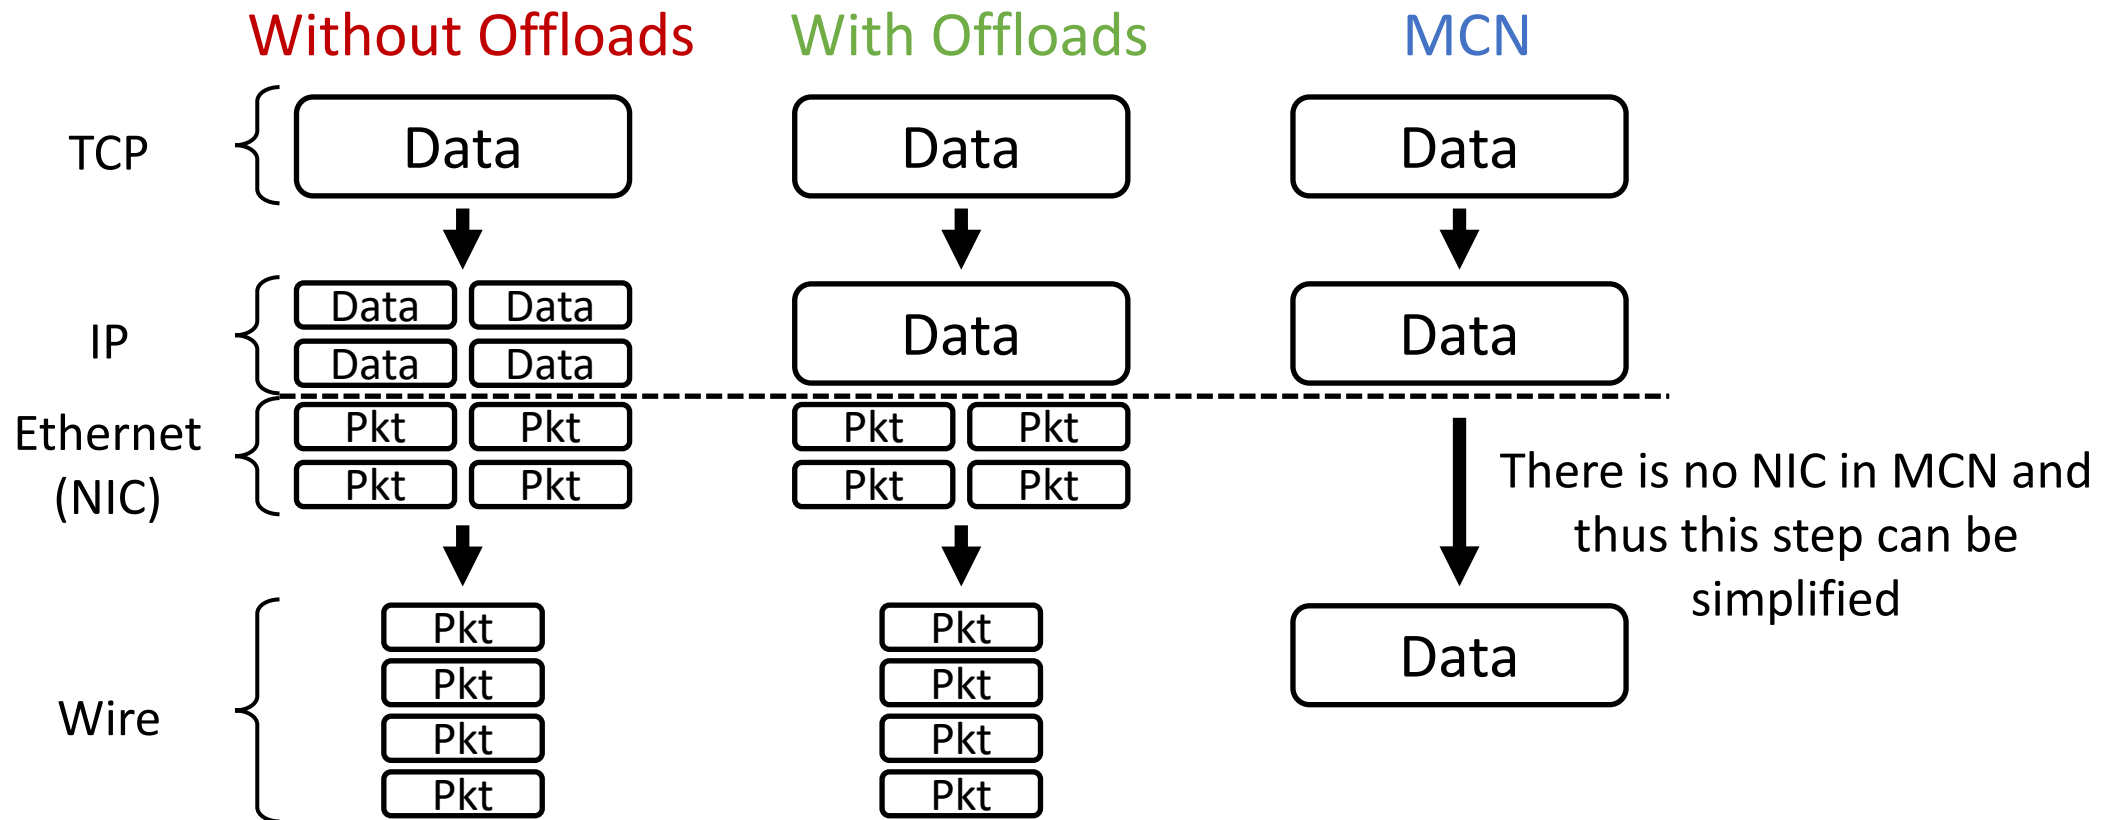 Without Offloads
With Offloads
MCN
TCP
Data
Data
Data
IP
Data Data
Data Data
Data
Data
Ethernet
(NIC)
Pkt Pkt
Pkt Pkt
Pkt Pkt
Pkt Pkt
There is no NIC in MCN and
thus this step can be
simplified
Wire
Pkt
Pkt
Pkt
Pkt
Pkt
Pkt
Pkt
Pkt
Data